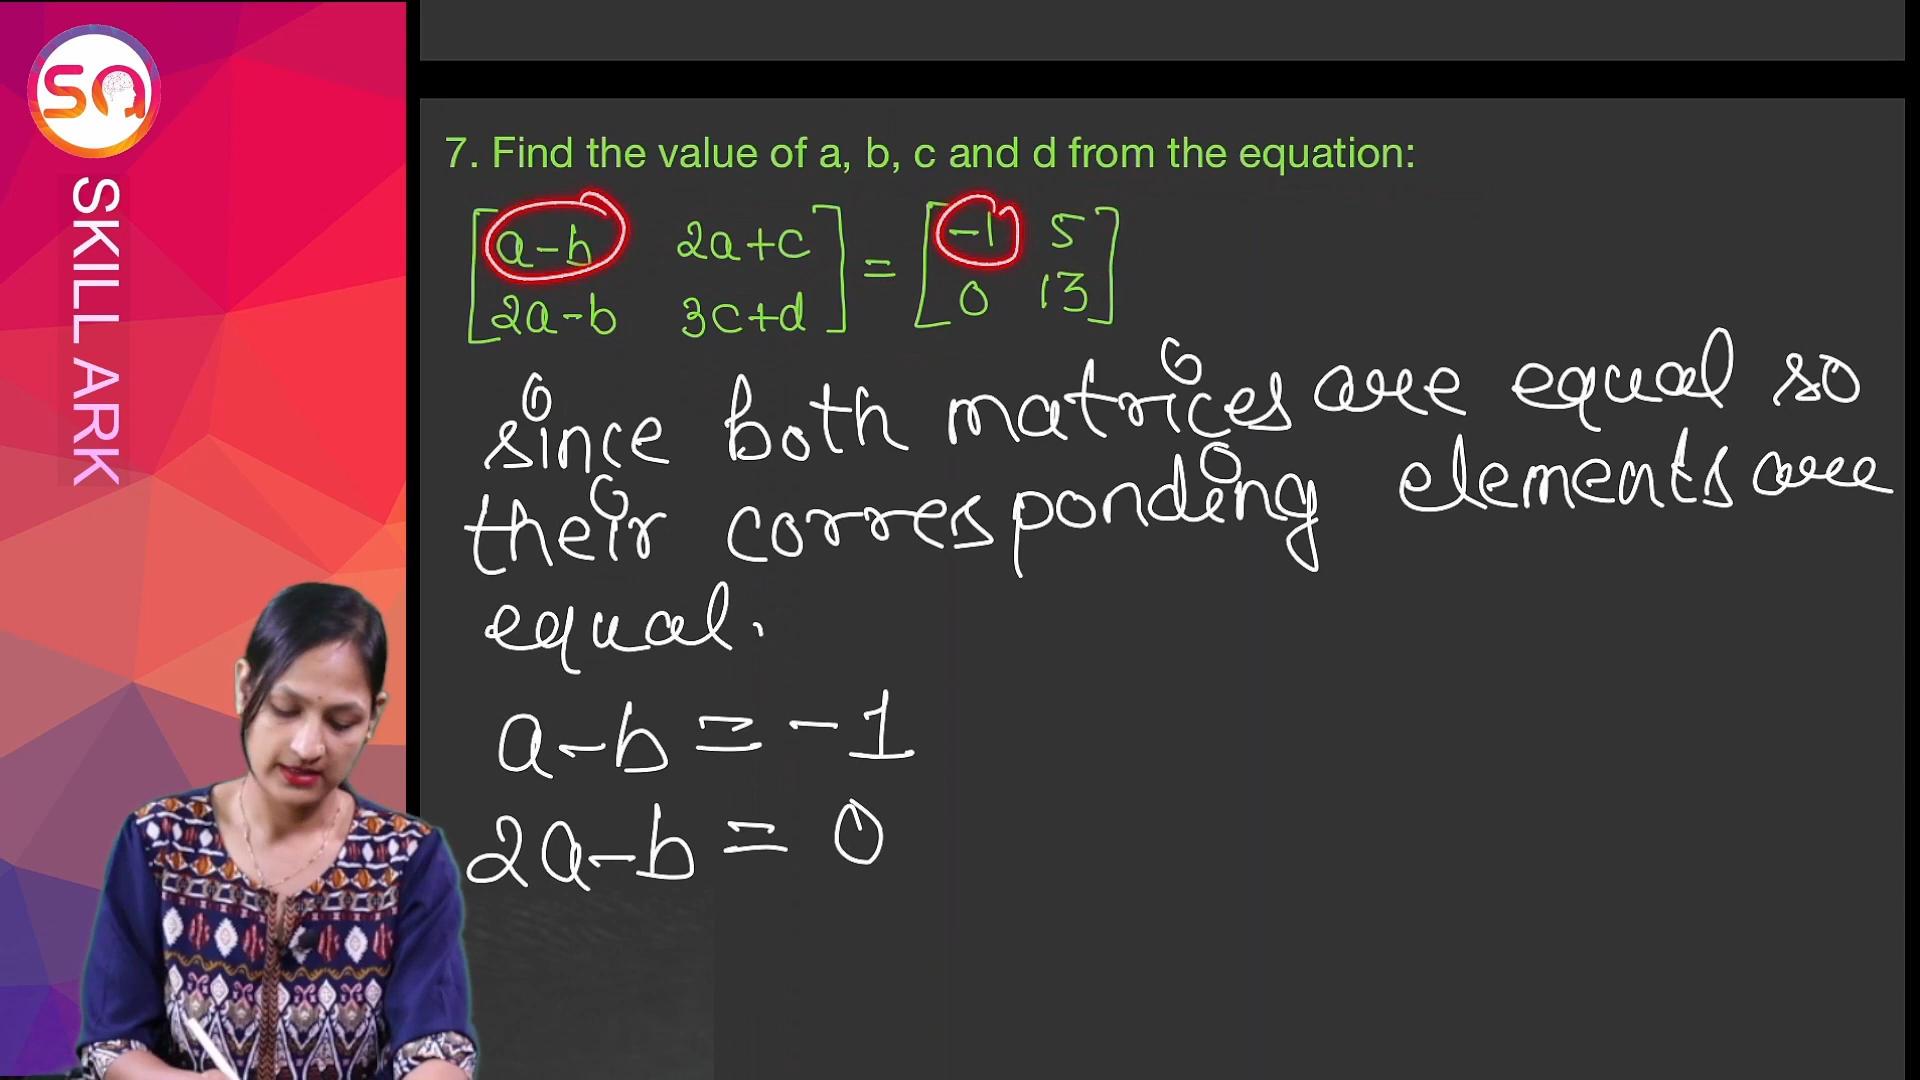 SA
SKILL ARK
7. Find the value of a, b, c and d from the equation:
[a-b 2a+c] = [-1 5]
[2a-b 3c+d] [0 13]
since both matrices are equal so
their corresponding elements are
equal.
a-b = -1
2a-b = 0